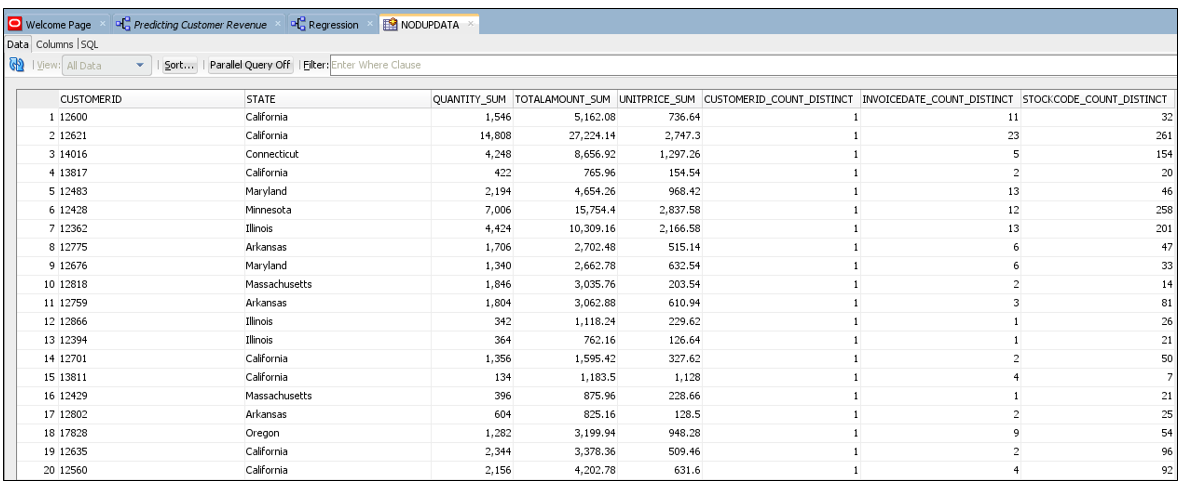 Welcome Page × Predicting Customer Revenue × Regression × NODUPDATA ×
Data Columns |SQL
View: All Data Sort... Parallel Query Off Filter: Enter Where Clause
CUSTOMERID STATE QUANTITY_SUM TOTALAMOUNT_SUM UNITPRICE_SUM CUSTOMERID_COUNT_DISTINCT INVOICEDATE_COUNT_DISTINCT STOCKCODE_COUNT_DISTINCT
1 12600 California 1,546 5,162.08 736.64 1 11 32
2 12621 California 14,808 27,224.14 2,747.3 1 23 261
3 14016 Connecticut 4,248 8,656.92 1,297.26 1 5 154
4 13817 California 422 765.96 154.54 1 2 20
5 12483 Maryland 2,194 4,654.26 968.42 1 13 46
6 12428 Minnesota 7,006 15,754.4 2,837.58 1 12 258
7 12362 Illinois 4,424 10,309.16 2,166.58 1 13 201
8 12775 Arkansas 1,706 2,702.48 515.14 1 6 47
9 12676 Maryland 1,340 2,662.78 632.54 1 6 33
10 12818 Massachusetts 1,846 3,035.76 203.54 1 2 14
11 12759 Arkansas 1,804 3,062.88 610.94 1 3 81
12 12866 Illinois 342 1,118.24 229.62 1 1 26
13 12394 Illinois 364 762.16 126.64 1 1 21
14 12701 California 1,356 1,595.42 327.62 1 2 50
15 13811 California 134 1,183.5 1,128 1 4 7
16 12429 Massachusetts 396 875.96 228.66 1 1 21
17 12802 Arkansas 604 825.16 128.5 1 2 25
18 17828 Oregon 1,282 3,199.94 948.28 1 9 54
19 12635 California 2,344 3,378.36 509.46 1 2 96
20 12560 California 2,156 4,202.78 631.6 1 4 92